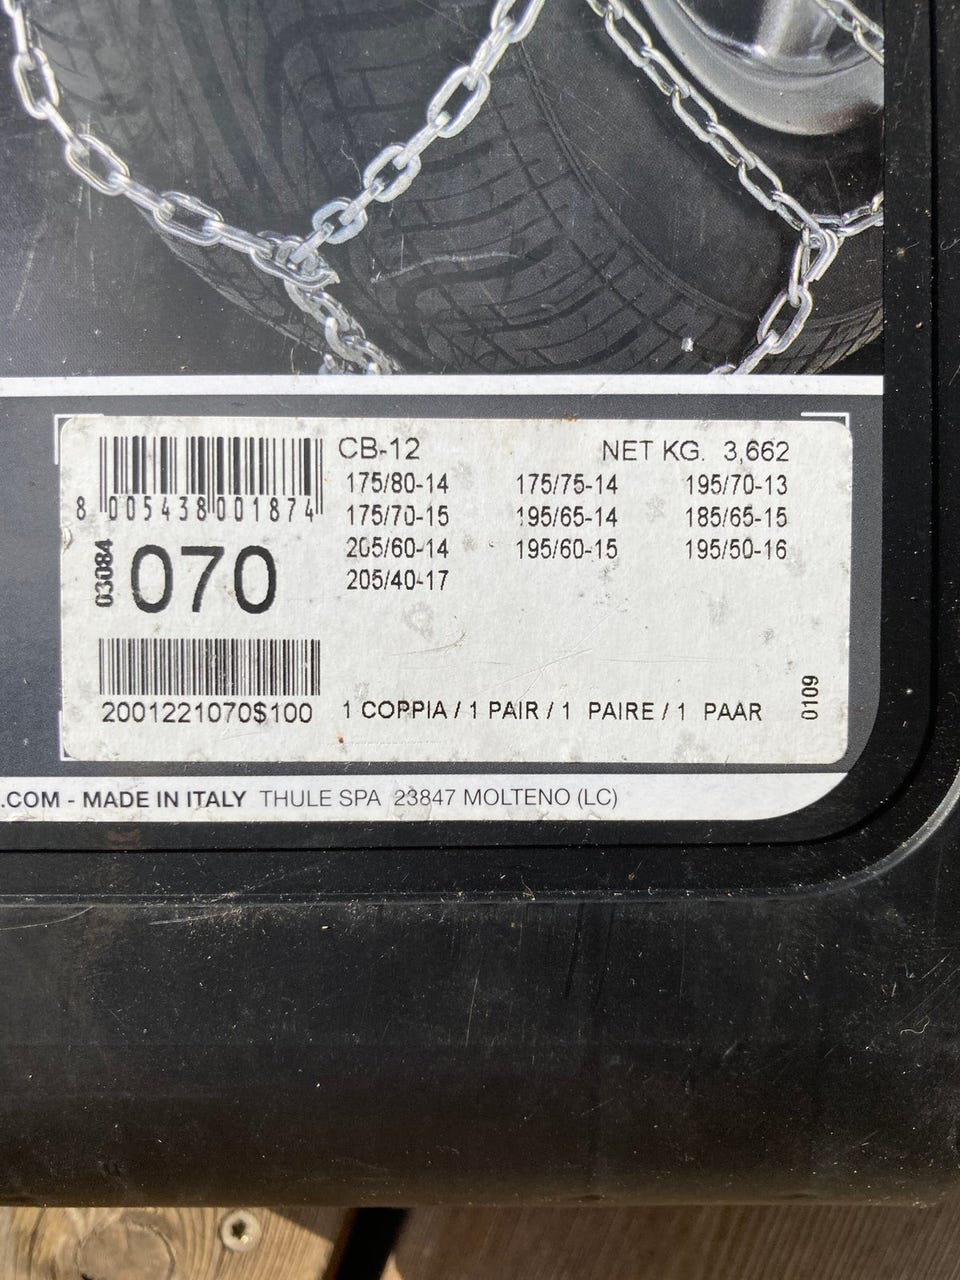 CB-12 NET KG. 3,662
175/80-14 175/75-14 195/70-13
175/70-15 195/65-14 185/65-15
205/60-14 195/60-15 195/50-16
205/40-17
8 005438 001874
03084
070
2001221070$100
1 COPPIA / 1 PAIR / 1 PAIRE / 1 PAAR
0109
.COM - MADE IN ITALY THULE SPA 23847 MOLTENO (LC)